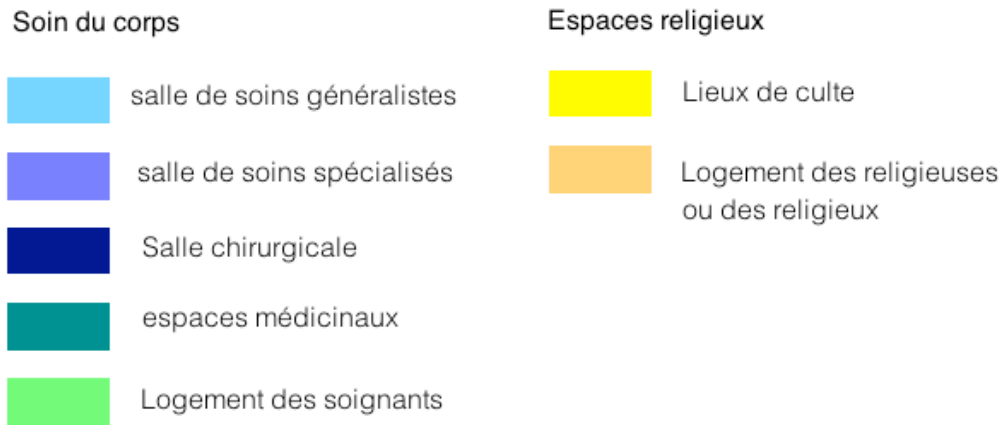 Soin du corps
salle de soins généralistes
salle de soins spécialisés
Salle chirurgicale
espaces médicinaux
Logement des soignants
Espaces religieux
Lieux de culte
Logement des religieuses
ou des religieux